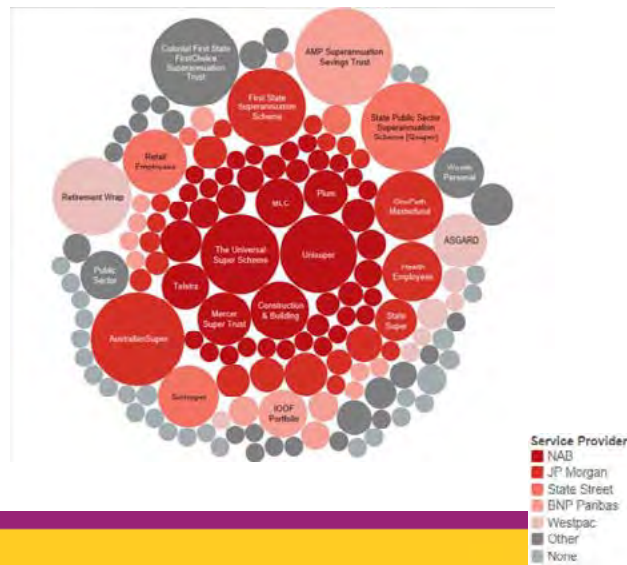 Colonial First State
FirstChoice
Superannuation
Trust
AMP Superannuation
Savings Trust
First State
Superannuation
Scheme
State Public Sector
Superannuation
Scheme
Retail
Employees
Personal
Retirement Wrap
MLC
Plum
Masterfund
ASGARD
The Universal
Super Scheme
Unisuper
Public
Sector
Telstra
Health
Employees
Mercer
Super Trust
Construction
& Building
State
Super
AustralianSuper
Sunsuper
IOOF
Portfolio
Service Provider
NAB
JP Morgan
State Street
BNP Paribas
Westpac
Other
None